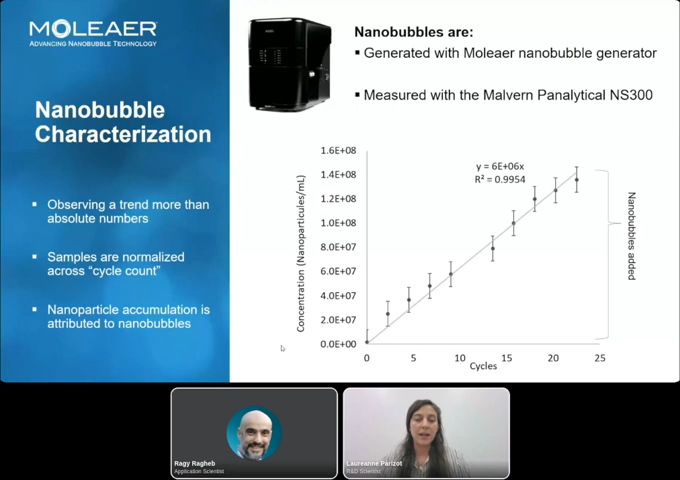 MOLEAER
ADVANCING NANOBUBBLE TECHNOLOGY
Nanobubble
Characterization
▪ Observing a trend more than
absolute numbers
▪ Samples are normalized
across “cycle count”
▪ Nanoparticle accumulation is
attributed to nanobubbles
Nanobubbles are:
▪ Generated with Moleaer nanobubble generator
▪ Measured with the Malvern Panalytical NS300
Concentration (Nanoparticules/mL)
1.6E+08
1.4E+08
1.2E+08
1.0E+08
8.0E+07
6.0E+07
4.0E+07
2.0E+07
0.0E+00
y = 6E+06x
R² = 0.9954
0 5 10 15 20 25
Cycles
Nanobubbles added
Ragy Ragheb
Application Scientist
Laureanne Parizot
R&D Scientist